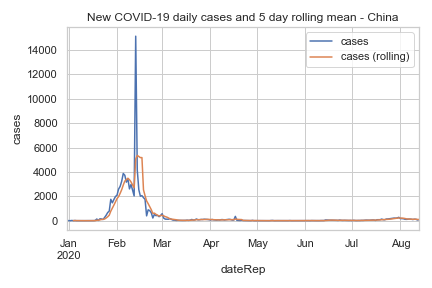 New COVID-19 daily cases and 5 day rolling mean - China
cases
cases (rolling)
14000
12000
10000
8000
6000
4000
2000
0
cases
Jan Feb Mar Apr May Jun Jul Aug
2020
dateRep